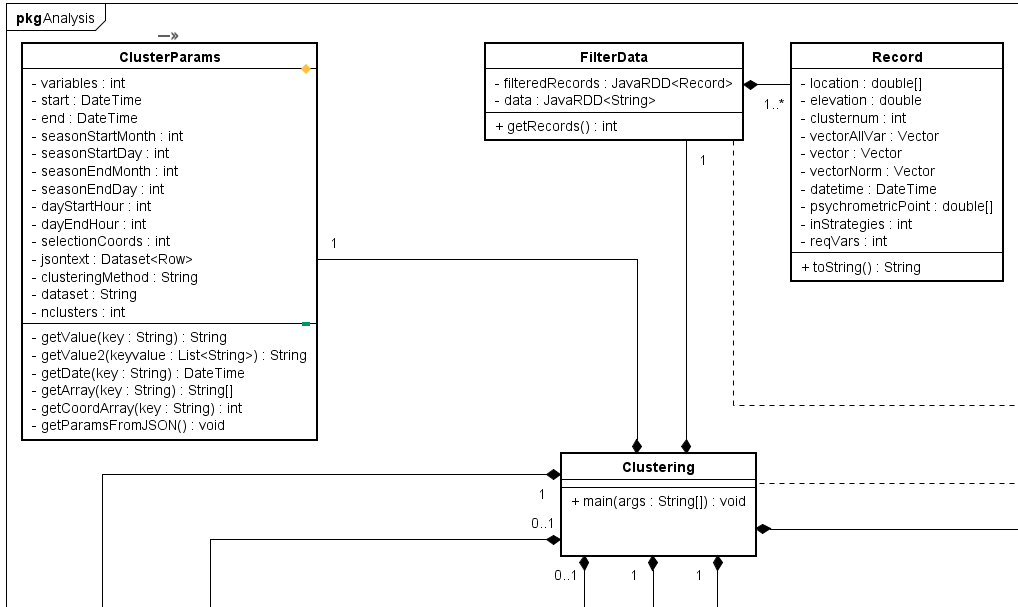 pkg Analysis
ClusterParams
- variables : int
- start : DateTime
- end : DateTime
- seasonStartMonth : int
- seasonStartDay : int
- seasonEndMonth : int
- seasonEndDay : int
- dayStartHour : int
- dayEndHour : int
- selectionCoords : int
- jsontext : Dataset<Row>
- clusteringMethod : String
- dataset : String
- nclusters : int
- getValue(key : String) : String
- getValue2(keyvalue : List<String>) : String
- getDate(key : String) : DateTime
- getArray(key : String) : String[]
- getCoordArray(key : String) : int
- getParamsFromJSON() : void
FilterData
- filteredRecords : JavaRDD<Record>
- data : JavaRDD<String>
+ getRecords() : int
1..*
Record
- location : double[]
- elevation : double
- clusternum : int
- vectorAllVar : Vector
- vector : Vector
- vectorNorm : Vector
- datetime : DateTime
- psychrometricPoint : double[]
- inStrategies : int
- reqVars : int
+ toString() : String
1
1
Clustering
+ main(args : String[]) : void
1
0..1
0..1
1
1